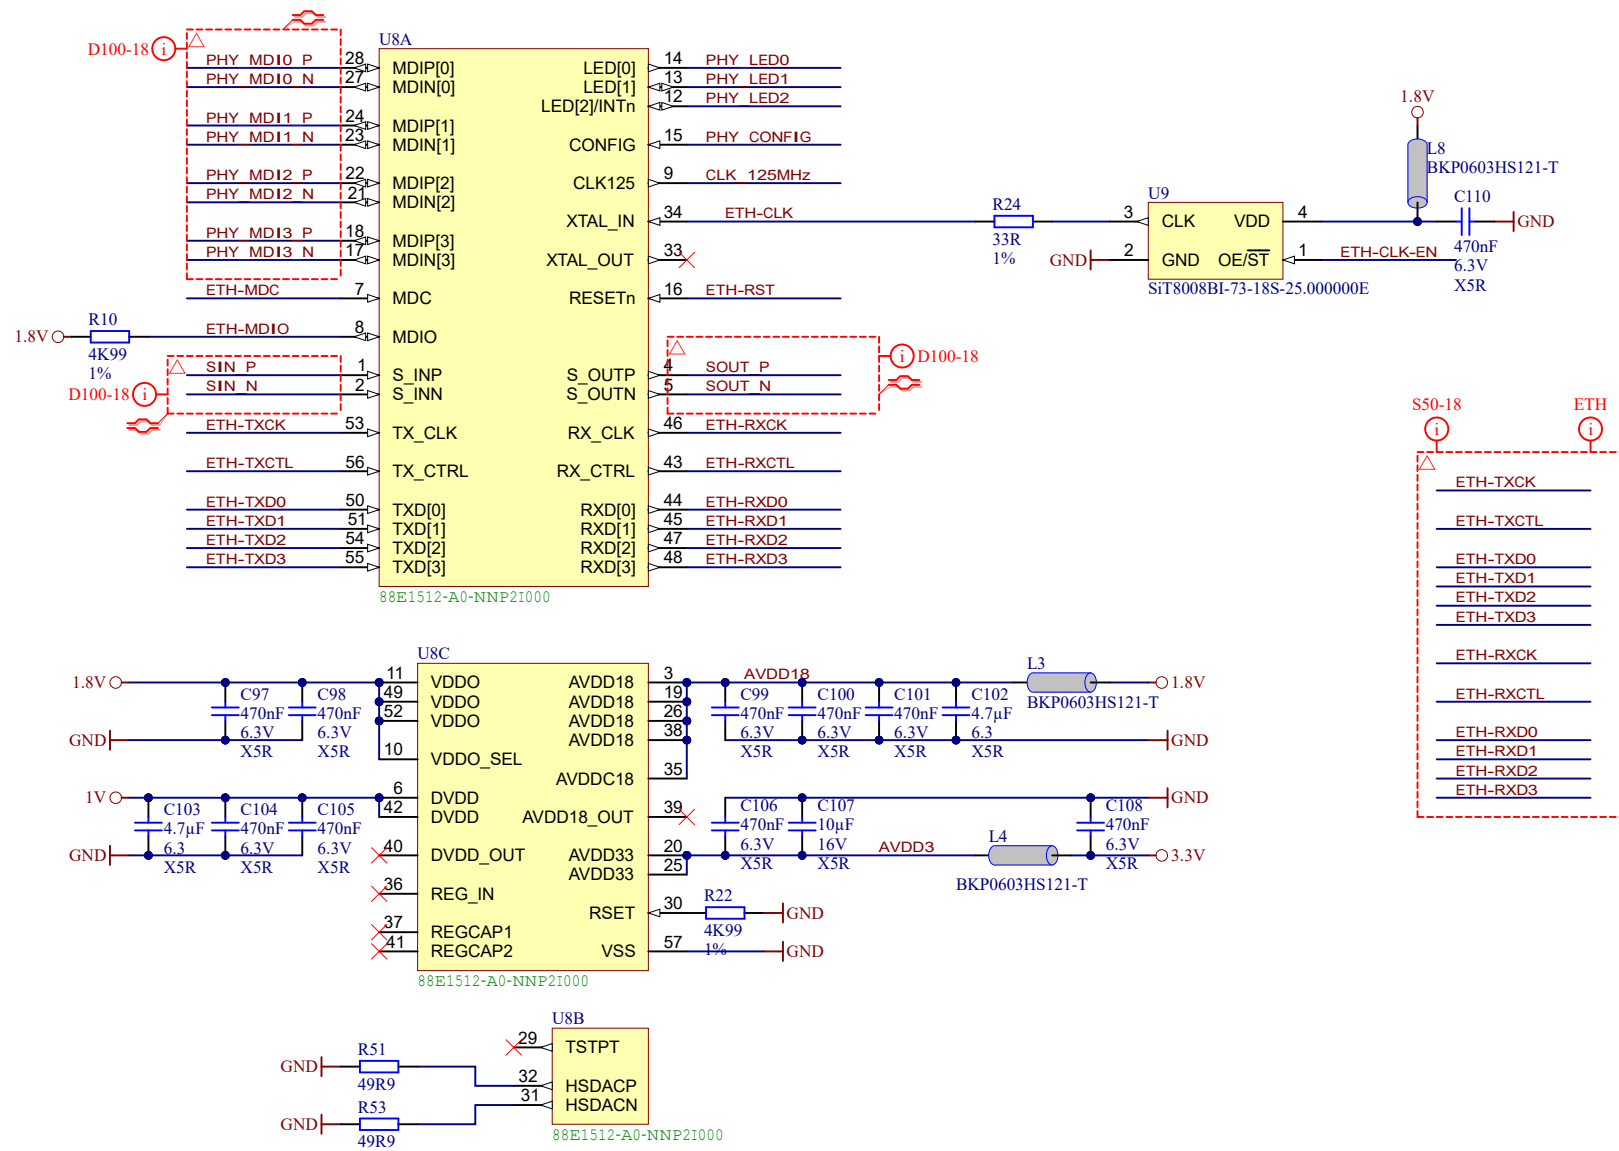 D100-18
U8A
PHY_MDI0_P 28 MDIP[0] LED[0] 14 PHY_LED0
PHY_MDI0_N 27 MDIN[0] LED[1] 13 PHY_LED1
LED[2]/INTn 12 PHY_LED2
PHY_MDI1_P 24 MDIP[1]
PHY_MDI1_N 23 MDIN[1] CONFIG 15 PHY_CONFIG
PHY_MDI2_P 22 MDIP[2] CLK125 9 CLK_125MHz
PHY_MDI2_N 21 MDIN[2]
XTAL_IN 34 ETH-CLK
PHY_MDI3_P 18 MDIP[3]
PHY_MDI3_N 17 MDIN[3] XTAL_OUT 33
ETH-MDC 7 MDC RESETn 16 ETH-RST
1.8V R10 ETH-MDIO 8 MDIO
4K99
1%
SIN_P 1 S_INP S_OUTP 4 SOUT_P
SIN_N 2 S_INN S_OUTN 5 SOUT_N
D100-18
D100-18
ETH-TXCK 53 TX_CLK RX_CLK 46 ETH-RXCK
ETH-TXCTL 56 TX_CTRL RX_CTRL 43 ETH-RXCTL
ETH-TXD0 50 TXD[0] RXD[0] 44 ETH-RXD0
ETH-TXD1 51 TXD[1] RXD[1] 45 ETH-RXD1
ETH-TXD2 54 TXD[2] RXD[2] 47 ETH-RXD2
ETH-TXD3 55 TXD[3] RXD[3] 48 ETH-RXD3
88E1512-A0-NNP2I000
R24
33R
1%
1.8V
L8
BKP0603HS121-T
U9
3 CLK VDD 4
GND 2 GND OE/ST 1 ETH-CLK-EN
SiT8008BI-73-18S-25.000000E
C110
GND
470nF
6.3V
X5R
S50-18 ETH
i i
ETH-TXCK
ETH-TXCTL
ETH-TXD0
ETH-TXD1
ETH-TXD2
ETH-TXD3
ETH-RXCK
ETH-RXCTL
ETH-RXD0
ETH-RXD1
ETH-RXD2
ETH-RXD3
U8C
1.8V 11 VDDO AVDD18 3 AVDD18 L3 1.8V
49 VDDO AVDD18 19 BKP0603HS121-T
52 VDDO AVDD18 26
AVDD18 38
10 VDDO_SEL
AVDDC18 35
C97 C98 C99 C100 C101 C102
470nF 470nF 470nF 470nF 470nF 4.7µF
6.3V 6.3V 6.3V 6.3V 6.3V 6.3
X5R X5R X5R X5R X5R X5R
GND GND
1V 6 DVDD GND
42 DVDD AVDD18_OUT 39
C103 C104 C105 C106 C107 C108
4.7µF 470nF 470nF 470nF 10µF 470nF
6.3 6.3V 6.3V 6.3V 16V 6.3V
X5R X5R X5R X5R X5R X5R
GND 40 DVDD_OUT AVDD33 20 AVDD3 L4 3.3V
AVDD33 25 BKP0603HS121-T
36 REG_IN
RSET 30 R22 GND
4K99
1%
37 REGCAP1
41 REGCAP2 VSS 57 GND
88E1512-A0-NNP2I000
U8B
29 TSTPT
GND R51 32 HSDACP
49R9
31 HSDACN
GND R53
49R9
88E1512-A0-NNP2I000